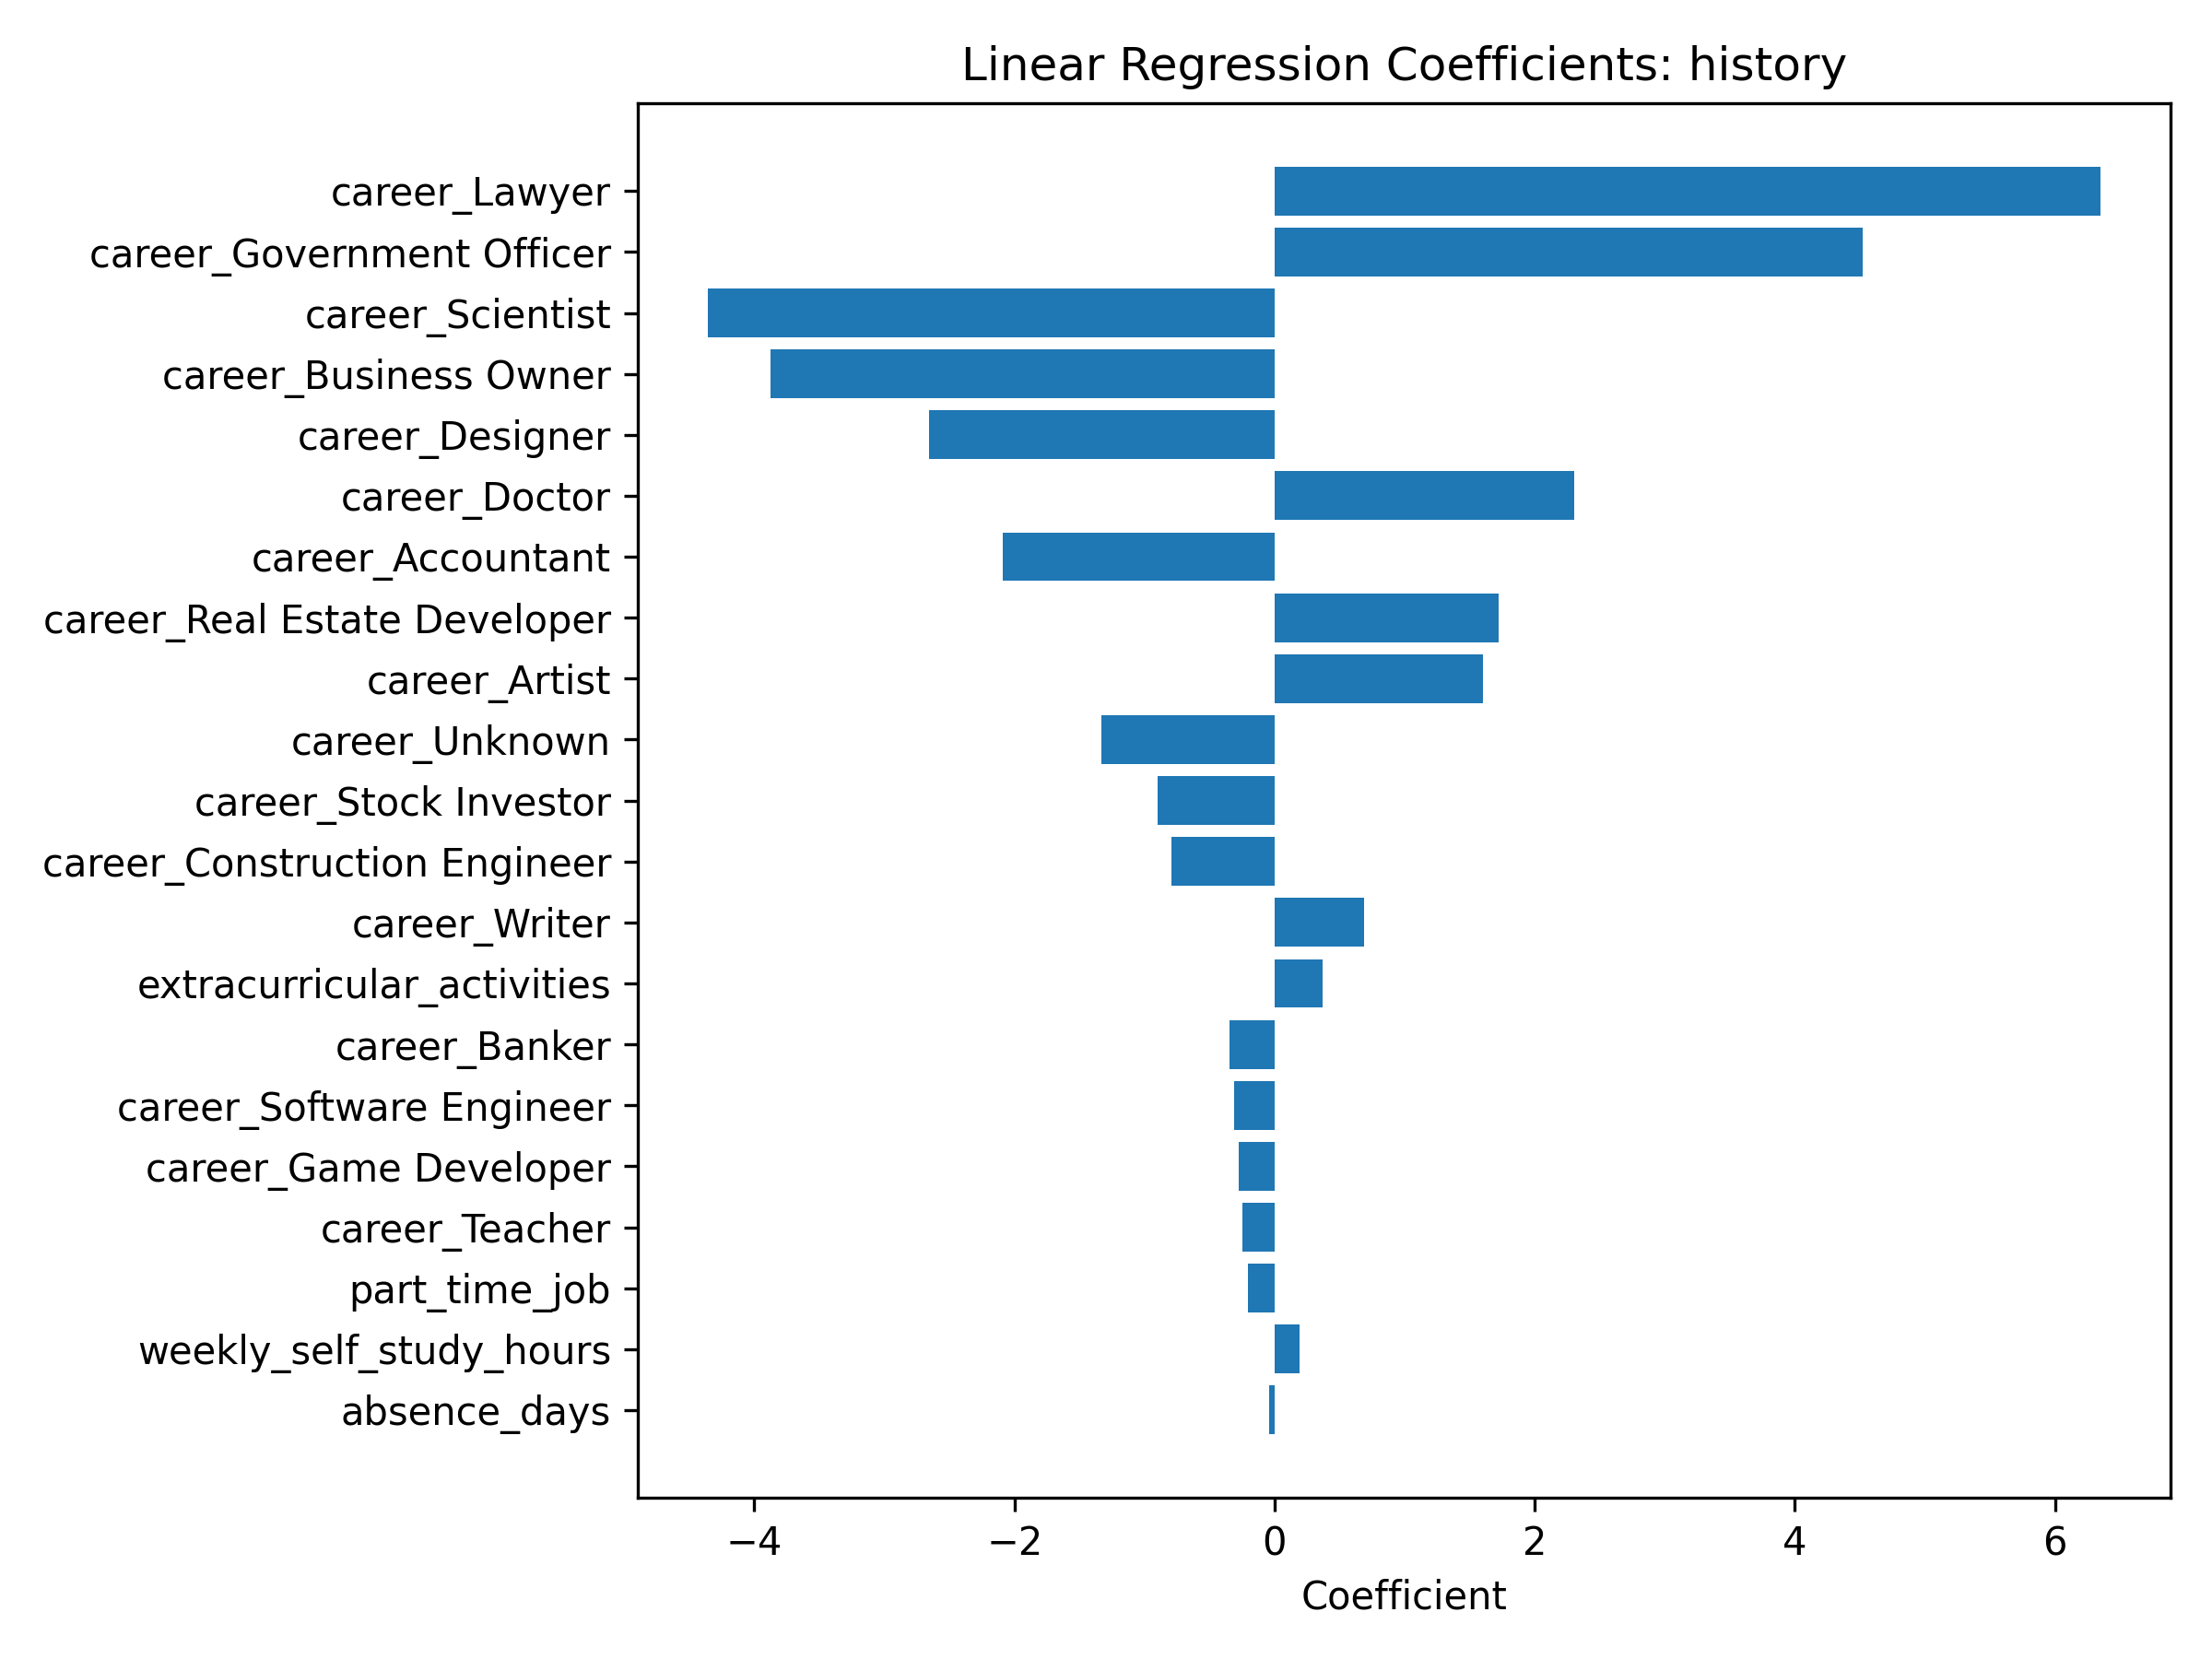 Linear Regression Coefficients: history
career_Lawyer
career_Government Officer
career_Scientist
career_Business Owner
career_Designer
career_Doctor
career_Accountant
career_Real Estate Developer
career_Artist
career_Unknown
career_Stock Investor
career_Construction Engineer
career_Writer
extracurricular_activities
career_Banker
career_Software Engineer
career_Game Developer
career_Teacher
part_time_job
weekly_self_study_hours
absence_days
−4 −2 0 2 4 6
Coefficient